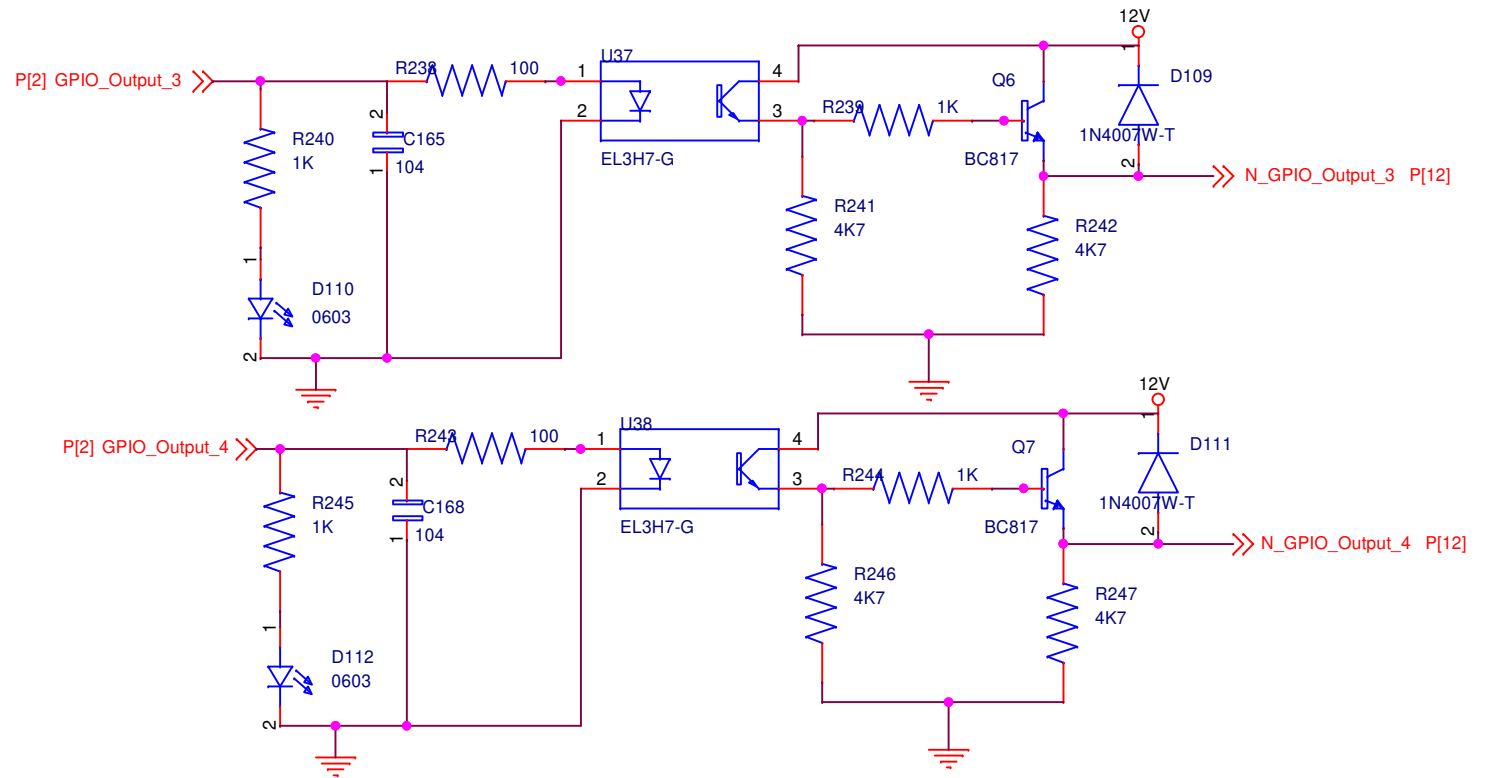 12V
1
U37
P[2] GPIO_Output_3
R238
100
1
4
Q6
D109
2
R240
1K
C165
2
3
R239
1K
1N4007W-T
1
104
EL3H7-G
BC817
2
N_GPIO_Output_3 P[12]
R241
4K7
R242
4K7
1
D110
0603
2
12V
1
U38
P[2] GPIO_Output_4
R243
100
1
4
Q7
D111
2
R245
1K
C168
2
3
R244
1K
1N4007W-T
1
104
EL3H7-G
BC817
2
N_GPIO_Output_4 P[12]
R246
4K7
R247
4K7
1
D112
0603
2